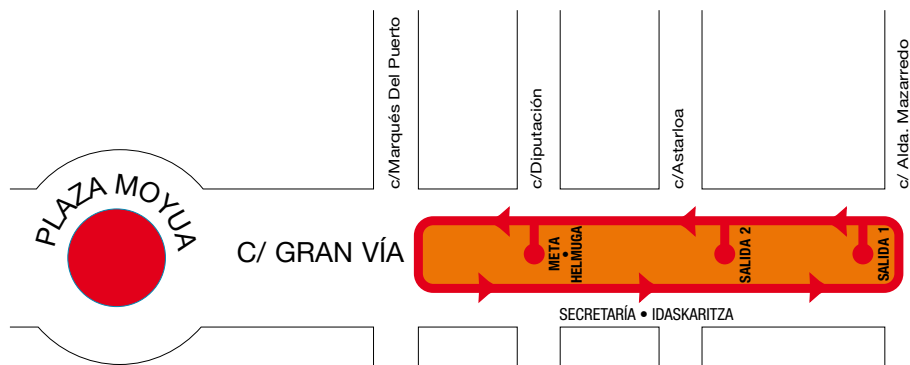 c/Marqués Del Puerto
c/Diputación
c/Astarloa
c/ Alda. Mazarredo
PLAZA MOYUA
C/ GRAN VÍA
META
•
HELMUGA
SALIDA 2
SALIDA 1
SECRETARÍA • IDASKARITZA